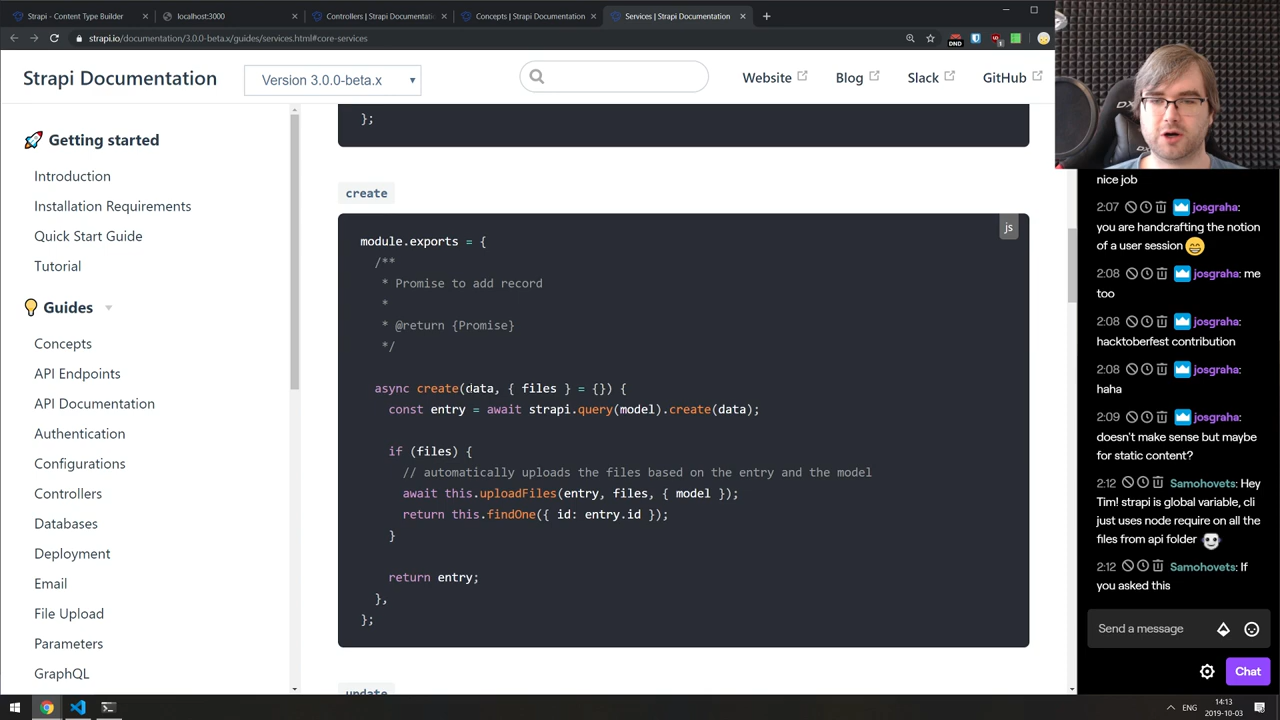 Strapi - Content Type Builder
localhost:3000
Controllers | Strapi Documentatio
Concepts | Strapi Documentation
Services | Strapi Documentation
strapi.io/documentation/3.0.0-beta.x/guides/services.html#core-services
DND
Strapi Documentation
Version 3.0.0-beta.x
Website
Blog
Slack
GitHub
Getting started
Introduction
Installation Requirements
Quick Start Guide
Tutorial
Guides
Concepts
API Endpoints
API Documentation
Authentication
Configurations
Controllers
Databases
Deployment
Email
File Upload
Parameters
GraphQL
};
create
js
module.exports = {
/**
* Promise to add record
*
* @return {Promise}
*/
async create(data, { files } = {}) {
const entry = await strapi.query(model).create(data);
if (files) {
// automatically uploads the files based on the entry and the model
await this.uploadFiles(entry, files, { model });
return this.findOne({ id: entry.id });
}
return entry;
},
};
update
DX
nice job
2:07 josgraha:
you are handcrafting the notion
of a user session
2:08 josgraha: me
too
2:08 josgraha:
hacktoberfest contribution
2:08 josgraha:
haha
2:09 josgraha:
doesn't make sense but maybe
for static content?
2:12 Samohovets: Hey
Tim! strapi is global variable, cli
just uses node require on all the
files from api folder
2:12 Samohovets: If
you asked this
Send a message
Chat
ENG
14:13
2019-10-03